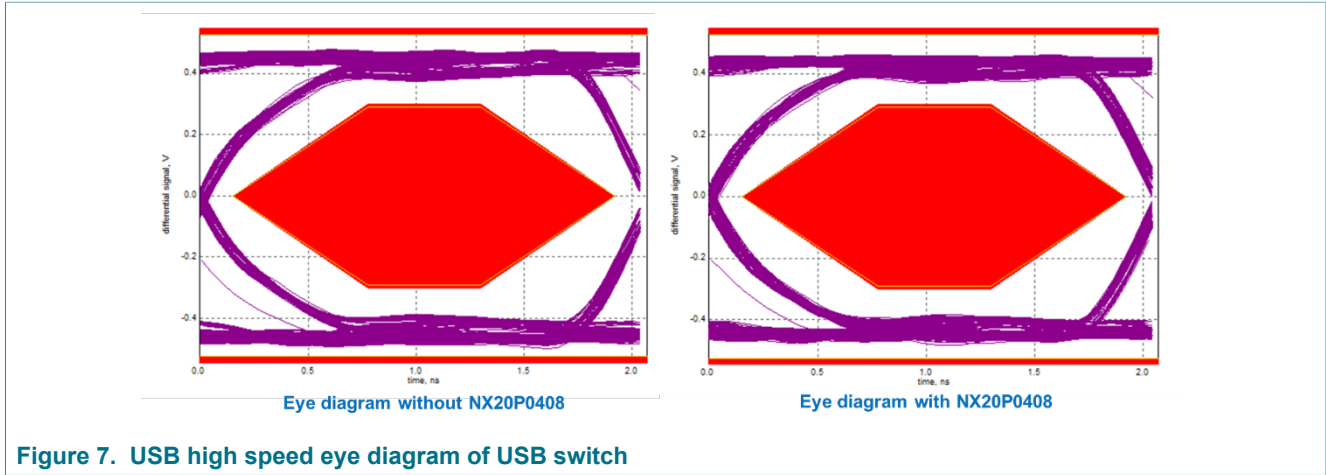 differential signal, V
0.4
0.2
0.0
-0.2
-0.4
0.0 0.5 1.0 1.5 2.0
time, ns
Eye diagram without NX20P0408
differential signal, V
0.4
0.2
0.0
-0.2
-0.4
0.0 0.5 1.0 1.5 2.0
time, ns
Eye diagram with NX20P0408
Figure 7. USB high speed eye diagram of USB switch